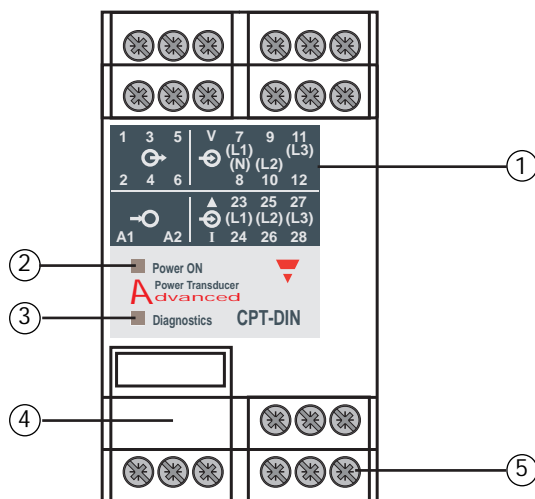 1 3 5 V 7 9 11
(L1) (L3)
(N) (L2)
2 4 6 8 10 12
▲ 23 25 27
(L1) (L2) (L3)
A1 A2 I 24 26 28
1
2
Power ON
Power Transducer
Advanced
3
Diagnostics CPT-DIN
4
5